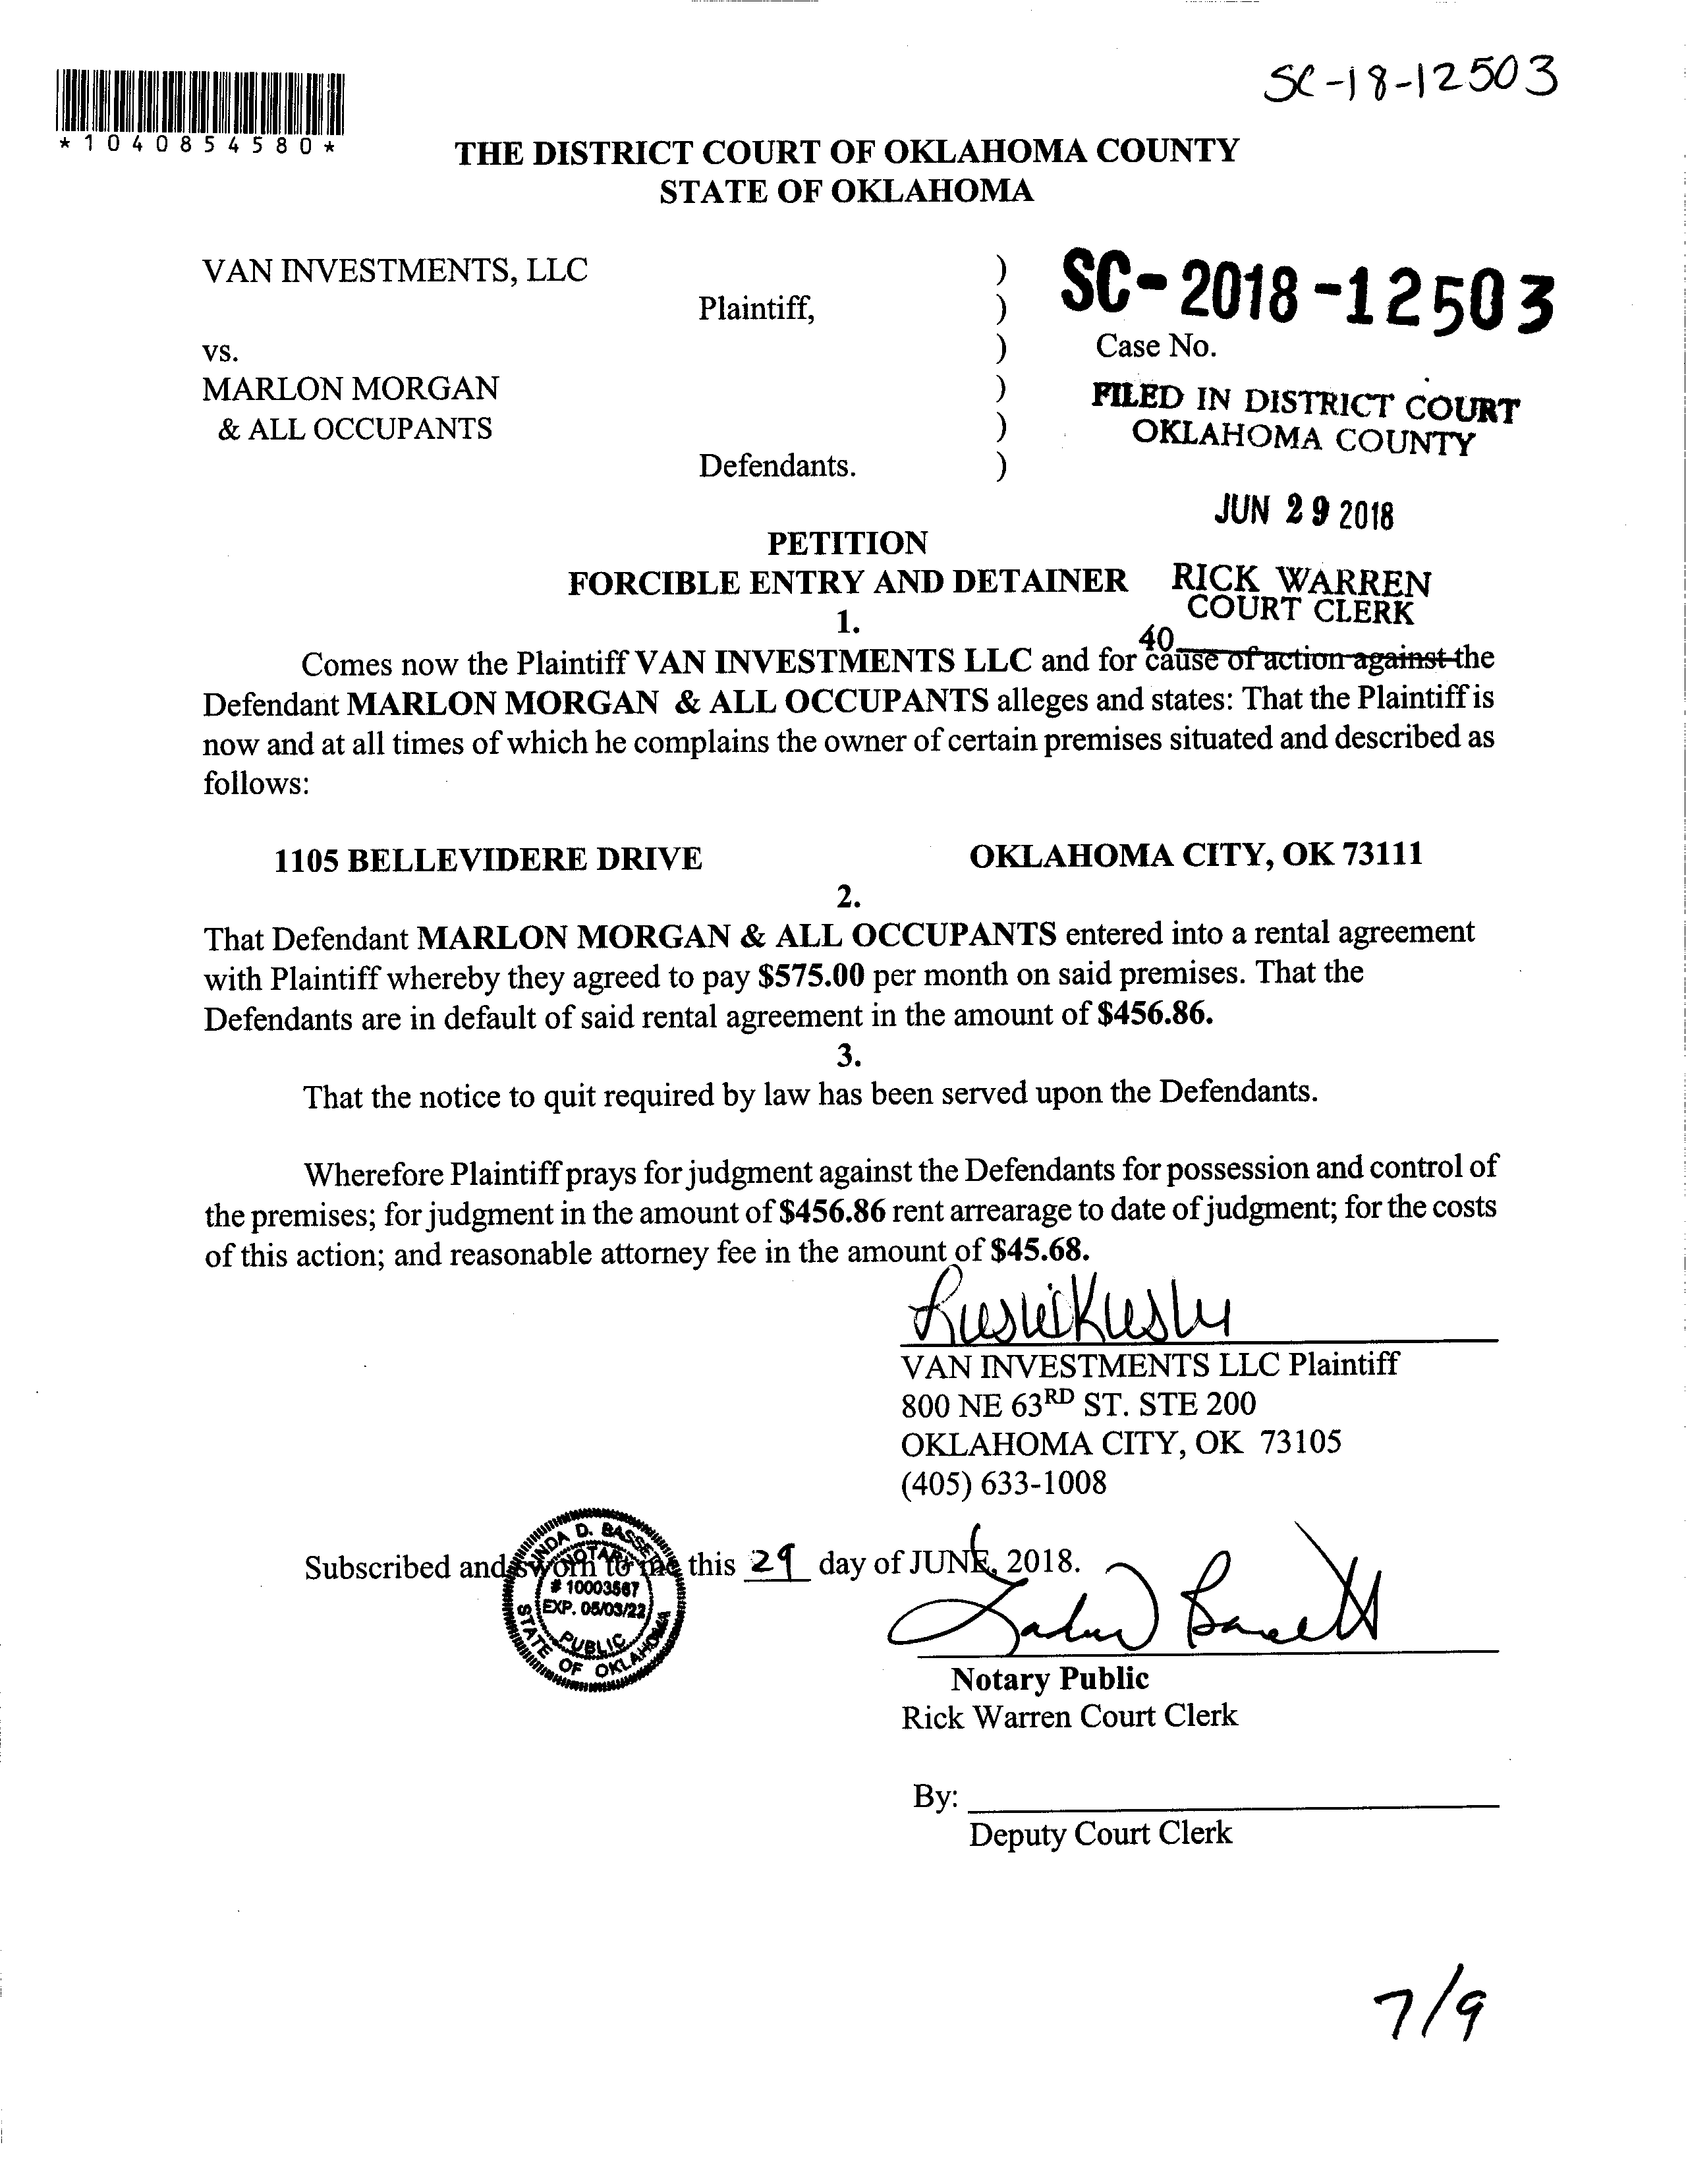 SC-18-12503
*1040854580*
THE DISTRICT COURT OF OKLAHOMA COUNTY
STATE OF OKLAHOMA
VAN INVESTMENTS, LLC )
Plaintiff, )
SC-2018-12503
vs. ) Case No.
MARLON MORGAN )
& ALL OCCUPANTS )
Defendants. )
FILED IN DISTRICT COURT
OKLAHOMA COUNTY
JUN 29 2018
PETITION
FORCIBLE ENTRY AND DETAINER
RICK WARREN
COURT CLERK
1.
40
Comes now the Plaintiff VAN INVESTMENTS LLC and for cause of action against the
Defendant MARLON MORGAN & ALL OCCUPANTS alleges and states: That the Plaintiff is
now and at all times of which he complains the owner of certain premises situated and described as
follows:
1105 BELLEVIDERE DRIVE OKLAHOMA CITY, OK 73111
2.
That Defendant MARLON MORGAN & ALL OCCUPANTS entered into a rental agreement
with Plaintiff whereby they agreed to pay $575.00 per month on said premises. That the
Defendants are in default of said rental agreement in the amount of $456.86.
3.
That the notice to quit required by law has been served upon the Defendants.
Wherefore Plaintiff prays for judgment against the Defendants for possession and control of
the premises; for judgment in the amount of $456.86 rent arrearage to date of judgment; for the costs
of this action; and reasonable attorney fee in the amount of $45.68.
VAN INVESTMENTS LLC Plaintiff
800 NE 63RD ST. STE 200
OKLAHOMA CITY, OK 73105
(405) 633-1008
Subscribed and sworn to me this 29 day of JUNE, 2018.
NOTARY
# 10003567
EXP. 05/03/22
PUBLIC
STATE OF OKLAHOMA
Notary Public
Rick Warren Court Clerk
By:
Deputy Court Clerk
7/9